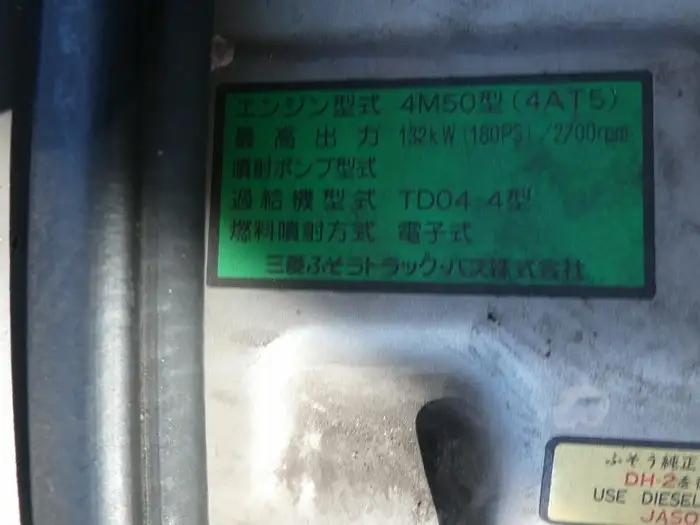 エンジン型式 4M50型(4AT5)
最高出力 132kW(180PS)/2700rpm
噴射ポンプ型式
過給機型式 TD04-4型
燃料噴射方式 電子式
三菱ふそうトラック・バス株式会社
ふそう純正
DH-2を
USE DIESEL
JASO